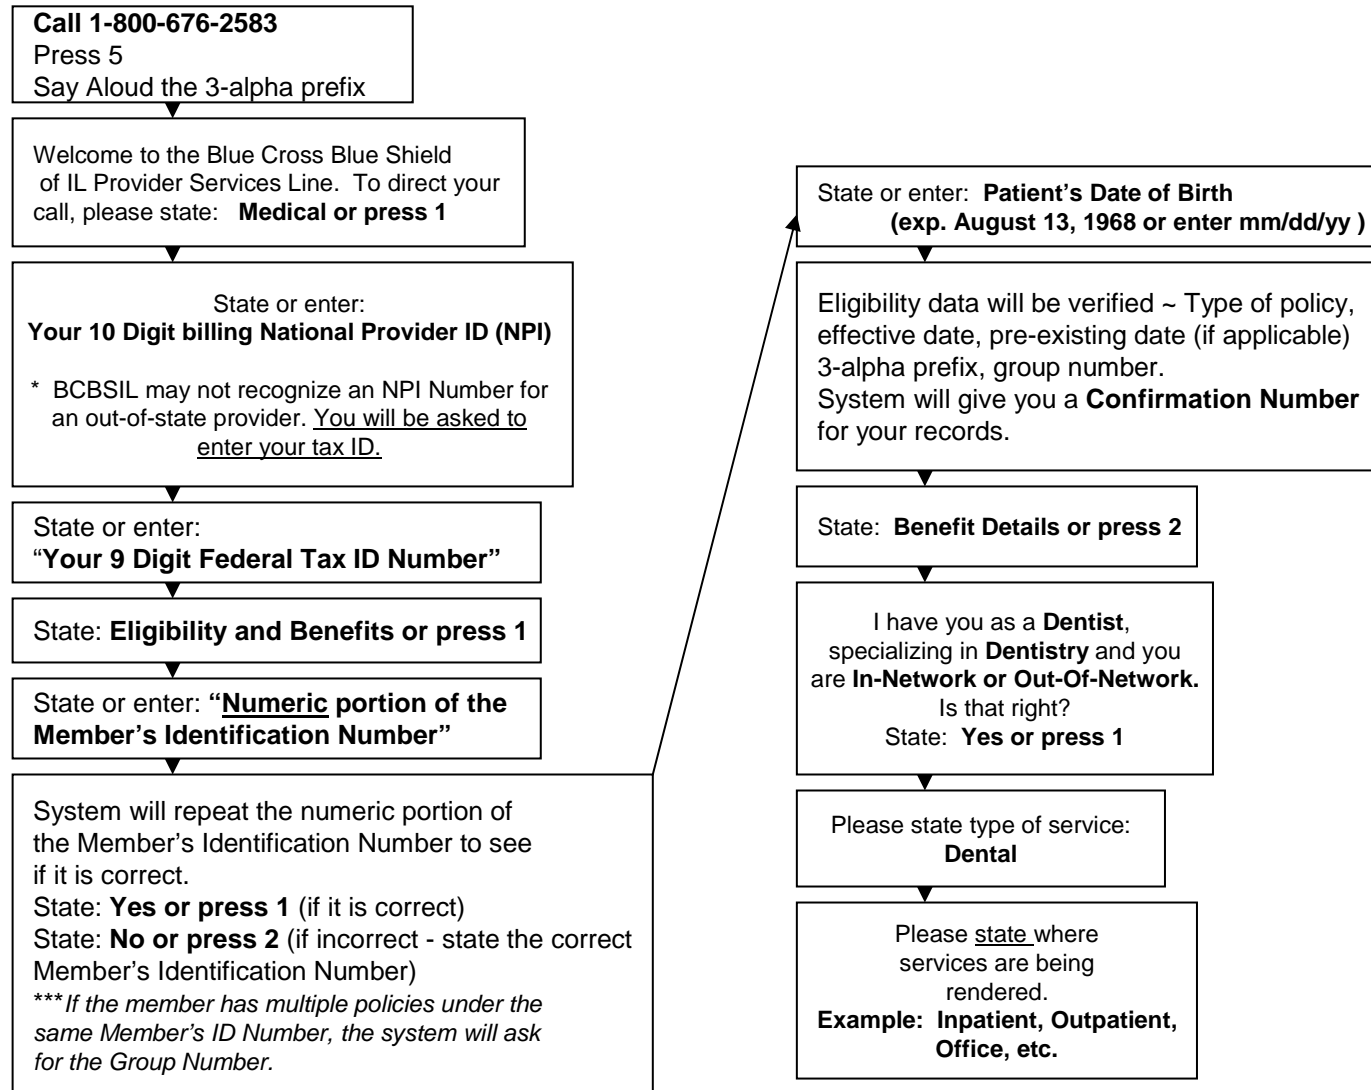 Call 1-800-676-2583
Press 5
Say Aloud the 3-alpha prefix
Welcome to the Blue Cross Blue Shield
of IL Provider Services Line. To direct your
call, please state: Medical or press 1
State or enter:
Your 10 Digit billing National Provider ID (NPI)
* BCBSIL may not recognize an NPI Number for
an out-of-state provider. You will be asked to
enter your tax ID.
State or enter:
“Your 9 Digit Federal Tax ID Number”
State: Eligibility and Benefits or press 1
State or enter: “Numeric portion of the
Member’s Identification Number”
System will repeat the numeric portion of
the Member’s Identification Number to see
if it is correct.
State: Yes or press 1 (if it is correct)
State: No or press 2 (if incorrect - state the correct
Member’s Identification Number)
***If the member has multiple policies under the
same Member’s ID Number, the system will ask
for the Group Number.
State or enter: Patient’s Date of Birth
(exp. August 13, 1968 or enter mm/dd/yy )
Eligibility data will be verified ~ Type of policy,
effective date, pre-existing date (if applicable)
3-alpha prefix, group number.
System will give you a Confirmation Number
for your records.
State: Benefit Details or press 2
I have you as a Dentist,
specializing in Dentistry and you
are In-Network or Out-Of-Network.
Is that right?
State: Yes or press 1
Please state type of service:
Dental
Please state where
services are being
rendered.
Example: Inpatient, Outpatient,
Office, etc.